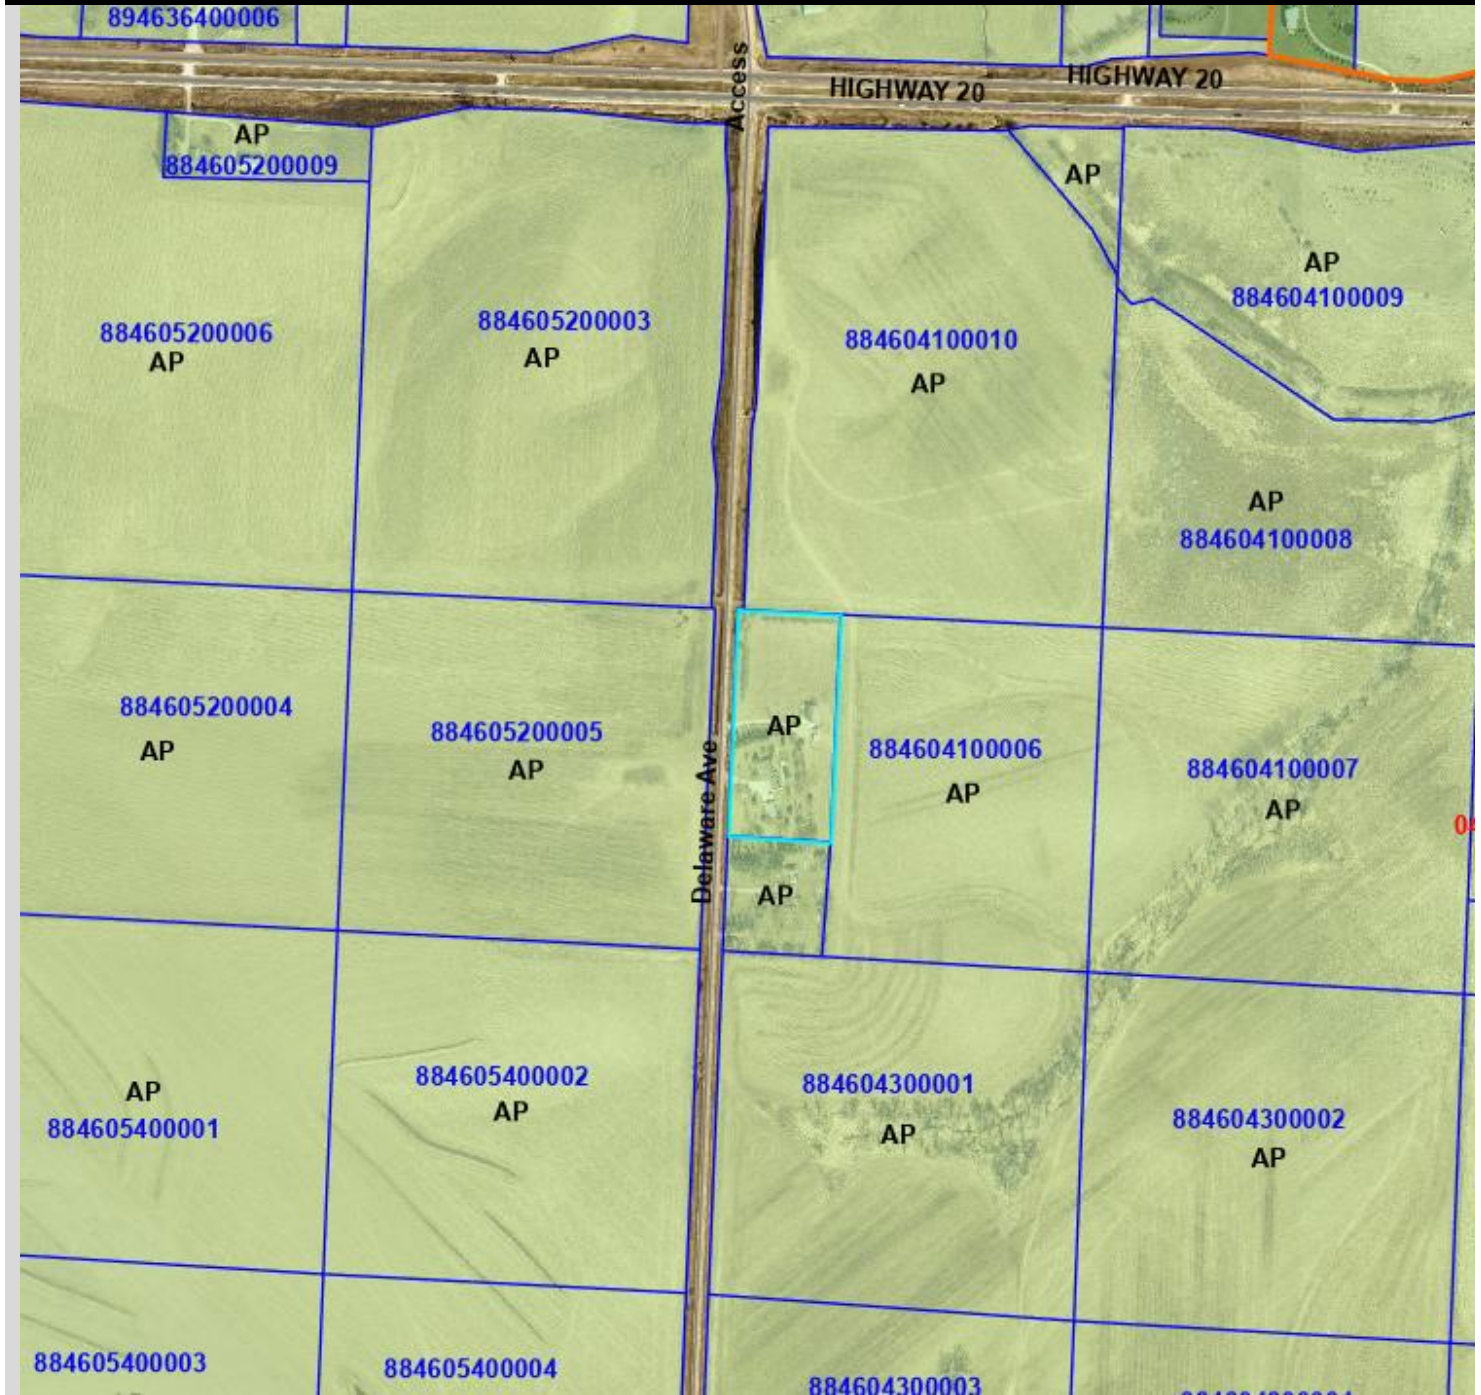 894636400006
Access
HIGHWAY 20
HIGHWAY 20
AP
884605200009
AP
AP
884604100009
884605200006
AP
884605200003
AP
884604100010
AP
AP
884604100008
884605200004
AP
884605200005
AP
Delaware Ave
AP
884604100006
AP
884604100007
AP
AP
AP
884605400001
884605400002
AP
884604300001
AP
884604300002
AP
884605400003
884605400004
884604300003